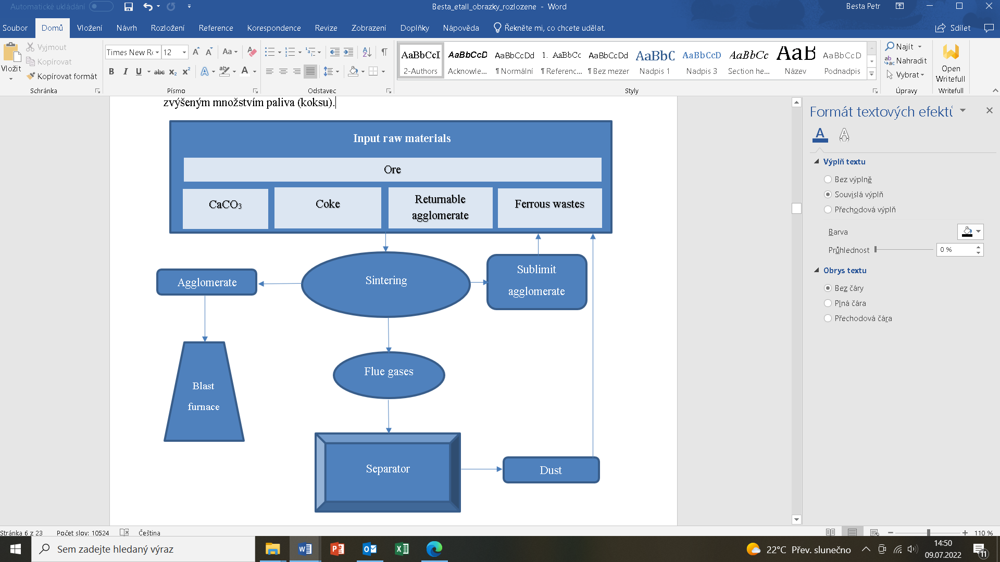 Automatické ukládání
Besta_etall_obrazky_rozlozene - Word
Besta Petr
Soubor Domů Vložení Návrh Rozložení Reference Korespondence Revize Zobrazení Doplňky Nápověda Řekněte mi, co chcete udělat. Sdílet
Vložit
Vyjmout
Kopírovat
Kopírovat formát
Schránka
12
Písmo
Odstavec
AaBbCcI AaBbCcD AaBbCcDd 1. AaBbCc AaBbCcDd AaBbC AaBbCcD AaBbCc AaB AaBbCcD
2-Authors Acknowle... ¶ Normální ¶ Referenc... ¶ Bez mezer Nadpis 1 Nadpis 3 Section he... Název Podnadpis
Styly
Najít
Nahradit
Vybrat
Úpravy
Open
Writefull
Writefull
zvýšeným množstvím paliva (koksu).
Input raw materials
Ore
CaCO₃
Coke
Returnable
agglomerate
Ferrous wastes
Agglomerate
Sintering
Sublimit
agglomerate
Flue gases
Blast
furnace
Separator
Dust
Formát textových efektů
Výplň textu
Bez výplně
Souvislá výplň
Přechodová výplň
Barva
Průhlednost
0 %
Obrys textu
Bez čáry
Plná čára
Přechodová čára
Stránka 6 z 23
Počet slov: 10524
Čeština
110 %
Sem zadejte hledaný výraz
22°C Přev. slunečno
14:50
09.07.2022
11